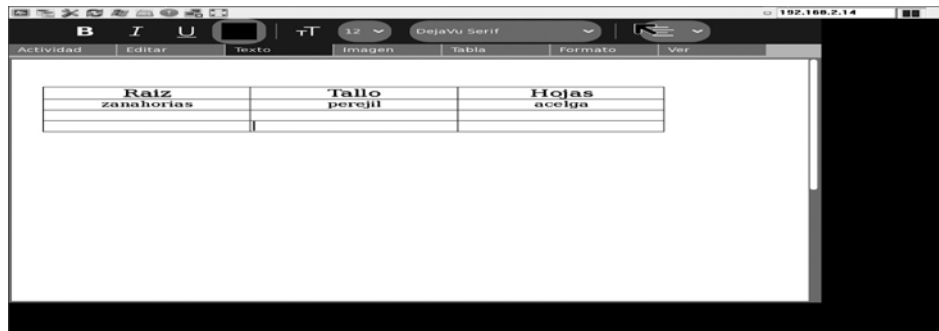 192.168.2.14
B I U TT 12 DejaVu Serif
Actividad Editar Texto Imagen Tabla Formato Ver
Raiz Tallo Hojas
zanahorias perejil acelga